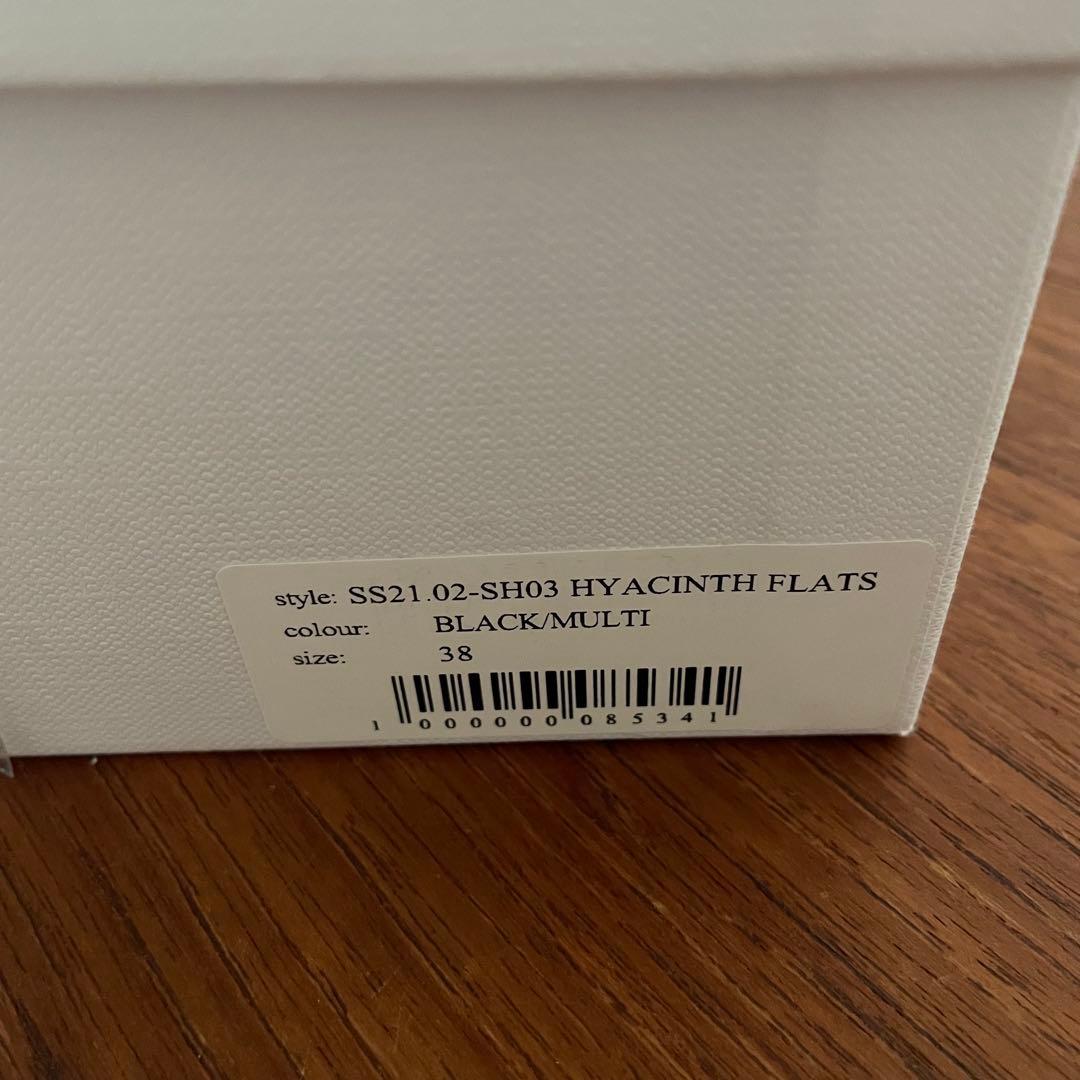 style: SS21.02-SH03 HYACINTH FLATS
colour: BLACK/MULTI
size: 38
1 000000 085341